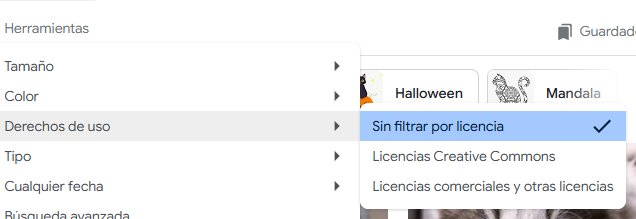 Herramientas
Guardado
Tamaño
Color
Halloween
Mandala
Derechos de uso
Sin filtrar por licencia
Tipo
Licencias Creative Commons
Cualquier fecha
Licencias comerciales y otras licencias
Búsqueda avanzada